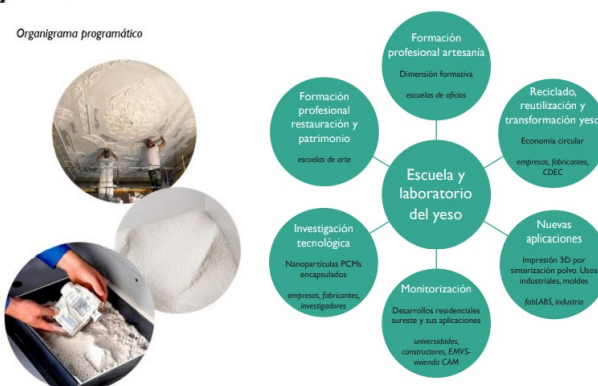 Organigrama programático
Formación
profesional artesanía
Dimensión formativa
escuelas de oficios
Formación
profesional
restauración y
patrimonio
escuelas de arte
Reciclado,
reutilización y
transformación yeso
Economía circular
empresas, fabricantes,
CDEC
Escuela y
laboratorio
del yeso
Investigación
tecnológica
Nanopartículas PCMs
encapsulados
empresas, fabricantes,
investigadores
Nuevas
aplicaciones
Impresión 3D por
sinterización polvo. Usos
industriales, moldes
fabLABS, industria
Monitorización
Desarrollos residenciales
sureste y sus aplicaciones
universidades,
constructores, EMVS-
viviendo CAM